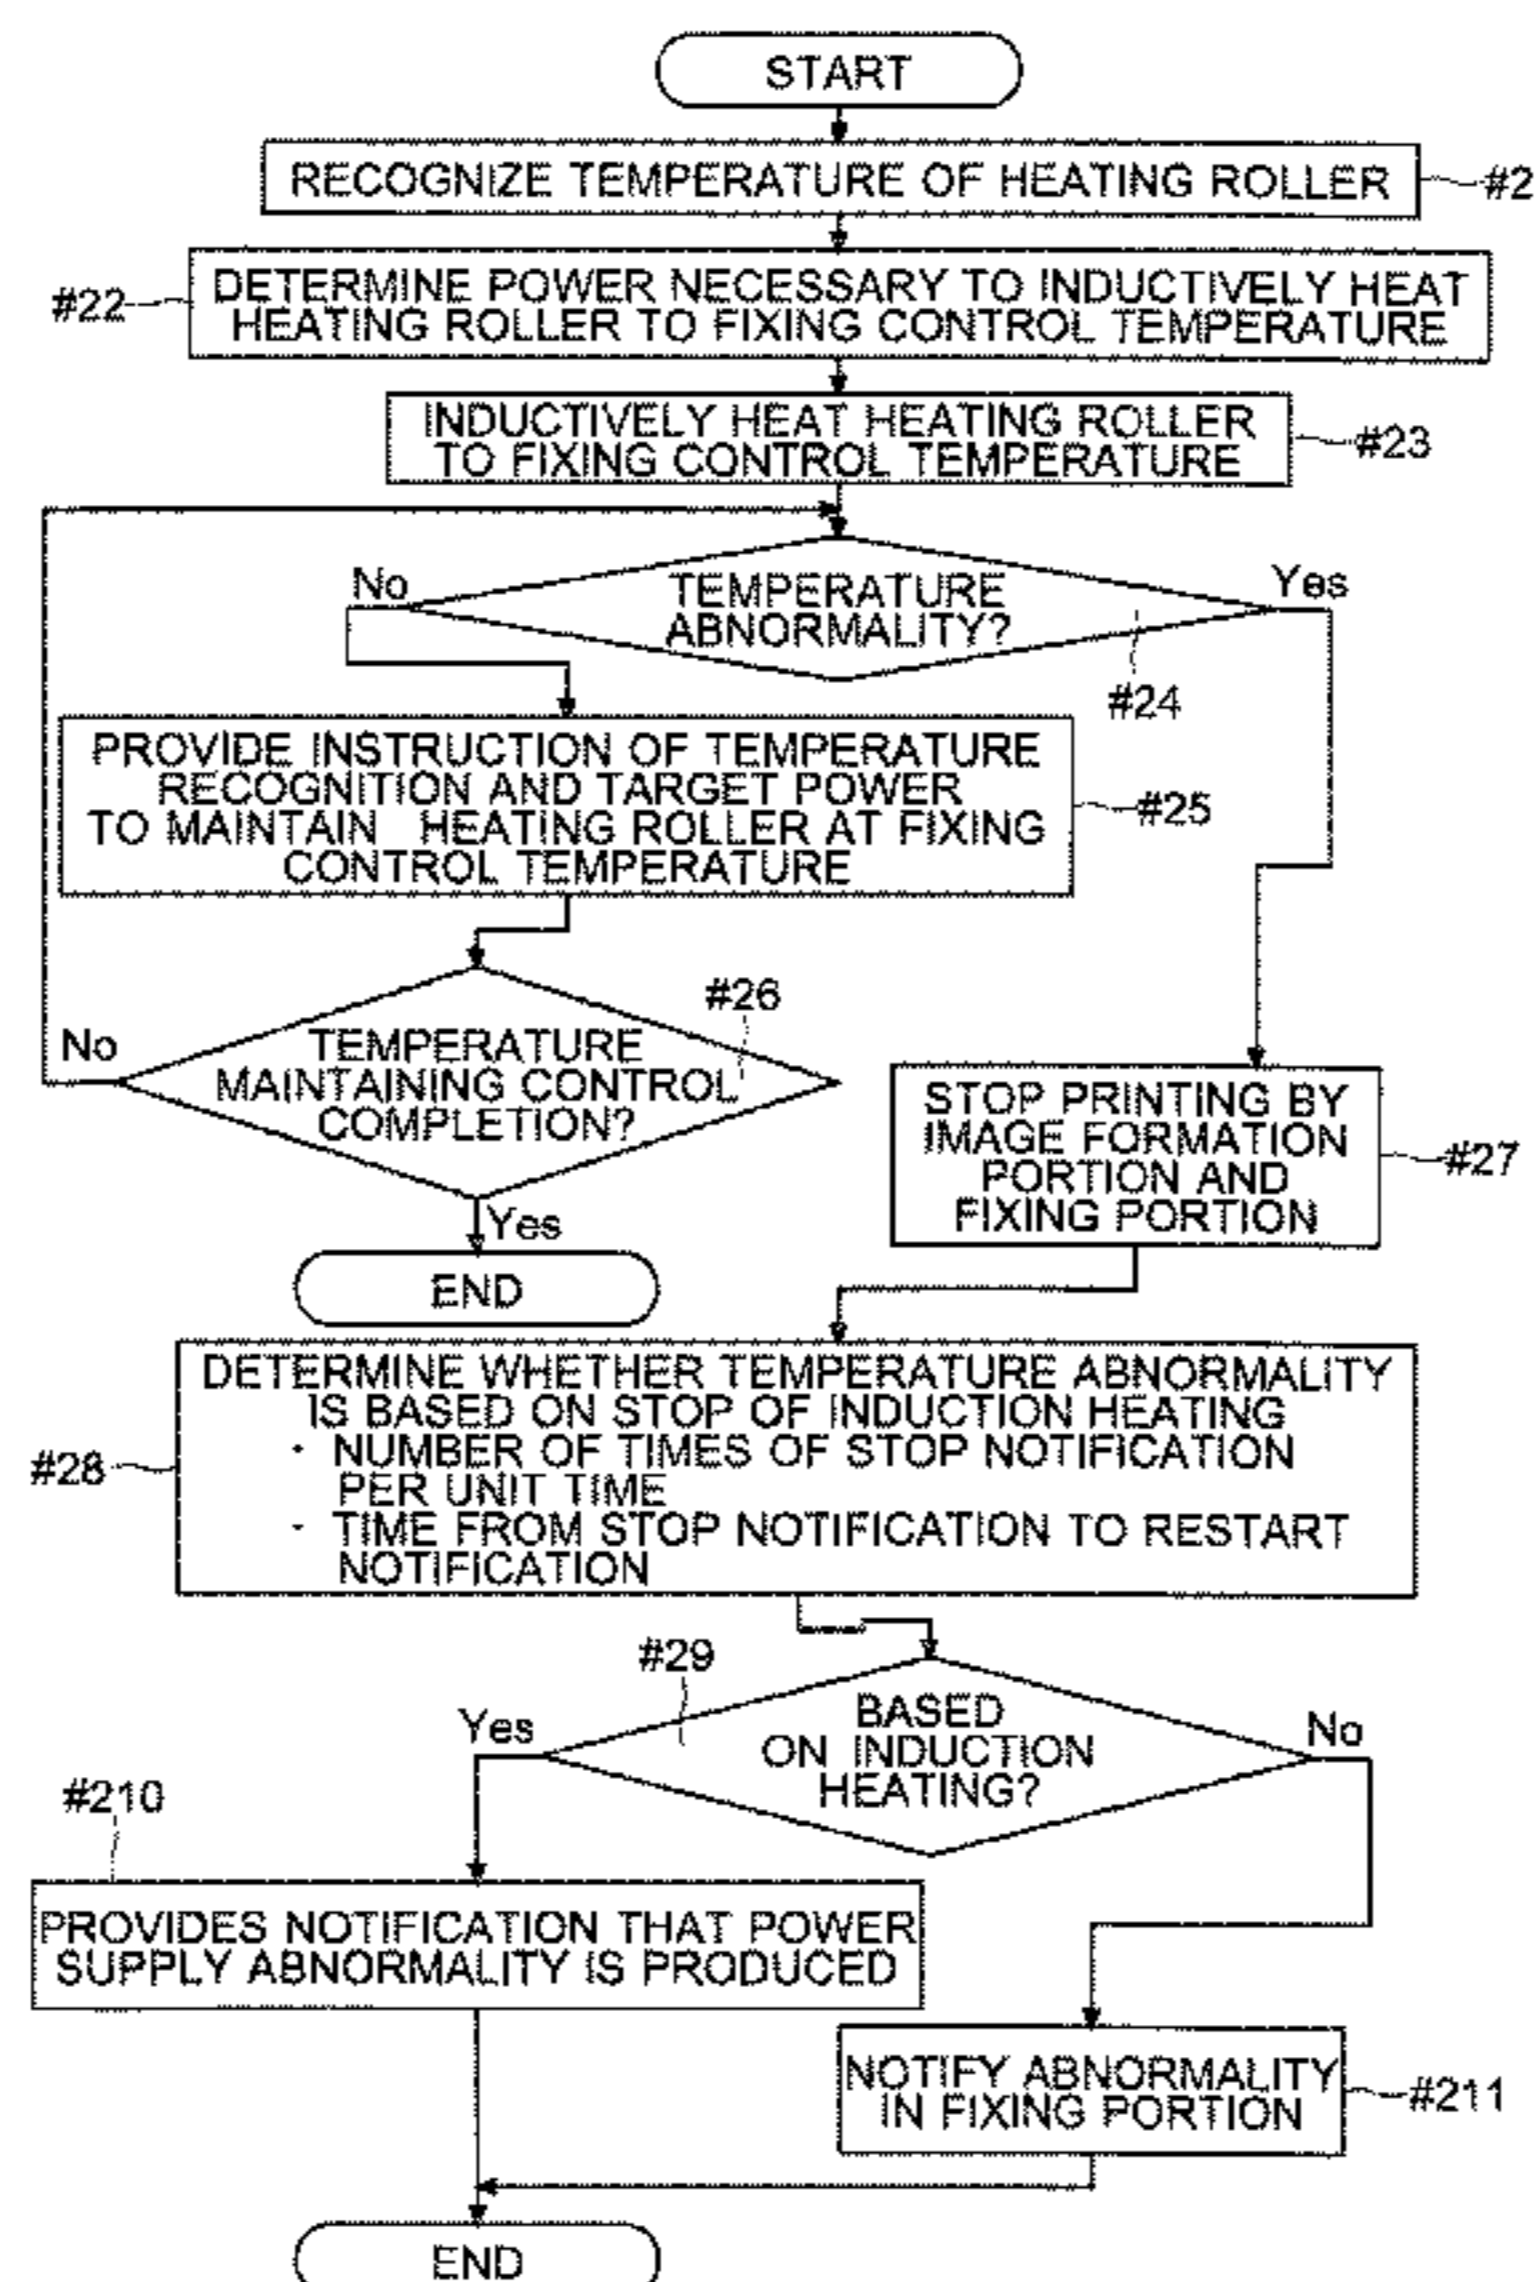 START
RECOGNIZE TEMPERATURE OF HEATING ROLLER
#2
#22
DETERMINE POWER NECESSARY TO INDUCTIVELY HEAT
HEATING ROLLER TO FIXING CONTROL TEMPERATURE
INDUCTIVELY HEAT HEATING ROLLER
TO FIXING CONTROL TEMPERATURE
#23
No
TEMPERATURE
ABNORMALITY?
Yes
#24
PROVIDE INSTRUCTION OF TEMPERATURE
RECOGNITION AND TARGET POWER
TO MAINTAIN HEATING ROLLER AT FIXING
CONTROL TEMPERATURE
#25
#26
No
TEMPERATURE
MAINTAINING CONTROL
COMPLETION?
Yes
END
STOP PRINTING BY
IMAGE FORMATION
PORTION AND
FIXING PORTION
#27
#28
DETERMINE WHETHER TEMPERATURE ABNORMALITY
IS BASED ON STOP OF INDUCTION HEATING
· NUMBER OF TIMES OF STOP NOTIFICATION
PER UNIT TIME
· TIME FROM STOP NOTIFICATION TO RESTART
NOTIFICATION
#29
Yes
BASED
ON INDUCTION
HEATING?
No
#210
PROVIDES NOTIFICATION THAT POWER
SUPPLY ABNORMALITY IS PRODUCED
NOTIFY ABNORMALITY
IN FIXING PORTION
#211
END